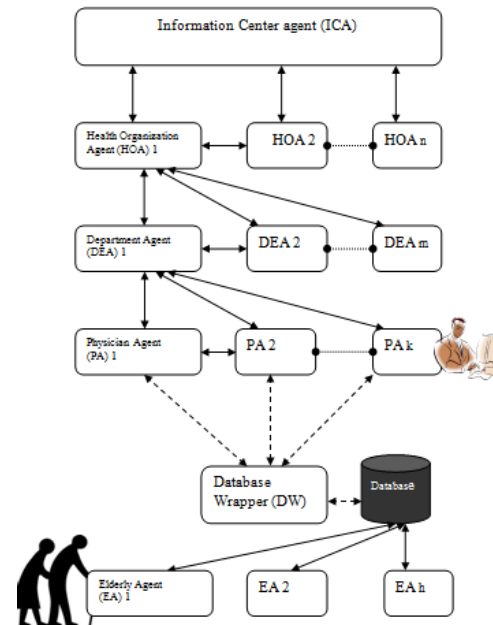 Information Center agent (ICA)
Health Organization
Agent (HOA) 1
HOA 2
HOA n
Department Agent
(DEA) 1
DEA 2
DEA m
Physician Agent
(PA) 1
PA 2
PA k
Database
Wrapper (DW)
Database
Elderly Agent
(EA) 1
EA 2
EA h